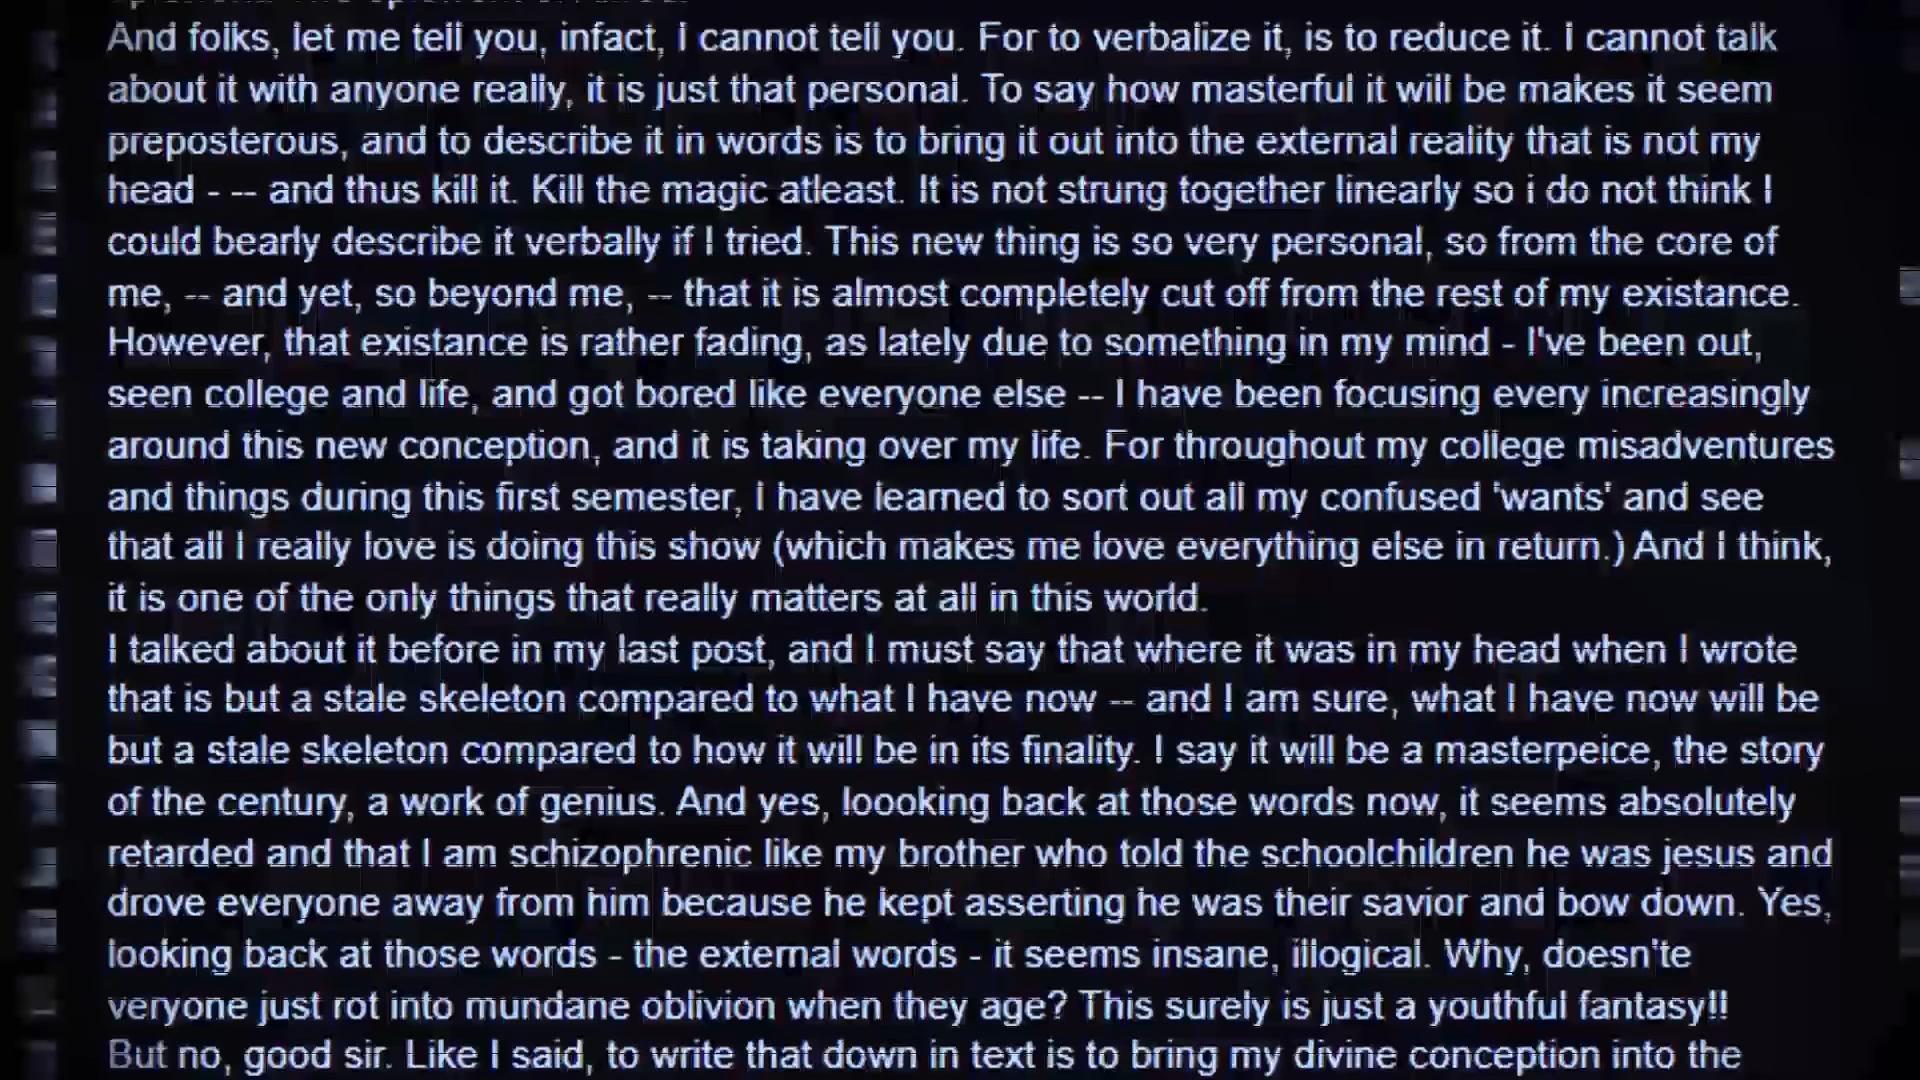 And folks, let me tell you, infact, I cannot tell you. For to verbalize it, is to reduce it. I cannot talk
about it with anyone really, it is just that personal. To say how masterful it will be makes it seem
preposterous, and to describe it in words is to bring it out into the external reality that is not my
head - -- and thus kill it. Kill the magic atleast. It is not strung together linearly so i do not think I
could bearly describe it verbally if I tried. This new thing is so very personal, so from the core of
me, -- and yet, so beyond me, -- that it is almost completely cut off from the rest of my existance.
However, that existance is rather fading, as lately due to something in my mind - I've been out,
seen college and life, and got bored like everyone else -- I have been focusing every increasingly
around this new conception, and it is taking over my life. For throughout my college misadventures
and things during this first semester, I have learned to sort out all my confused 'wants' and see
that all I really love is doing this show (which makes me love everything else in return.) And I think,
it is one of the only things that really matters at all in this world.
I talked about it before in my last post, and I must say that where it was in my head when I wrote
that is but a stale skeleton compared to what I have now -- and I am sure, what I have now will be
but a stale skeleton compared to how it will be in its finality. I say it will be a masterpeice, the story
of the century, a work of genius. And yes, loooking back at those words now, it seems absolutely
retarded and that I am schizophrenic like my brother who told the schoolchildren he was jesus and
drove everyone away from him because he kept asserting he was their savior and bow down. Yes,
looking back at those words - the external words - it seems insane, illogical. Why, doesn'te
veryone just rot into mundane oblivion when they age? This surely is just a youthful fantasy!!
But no, good sir. Like I said, to write that down in text is to bring my divine conception into the